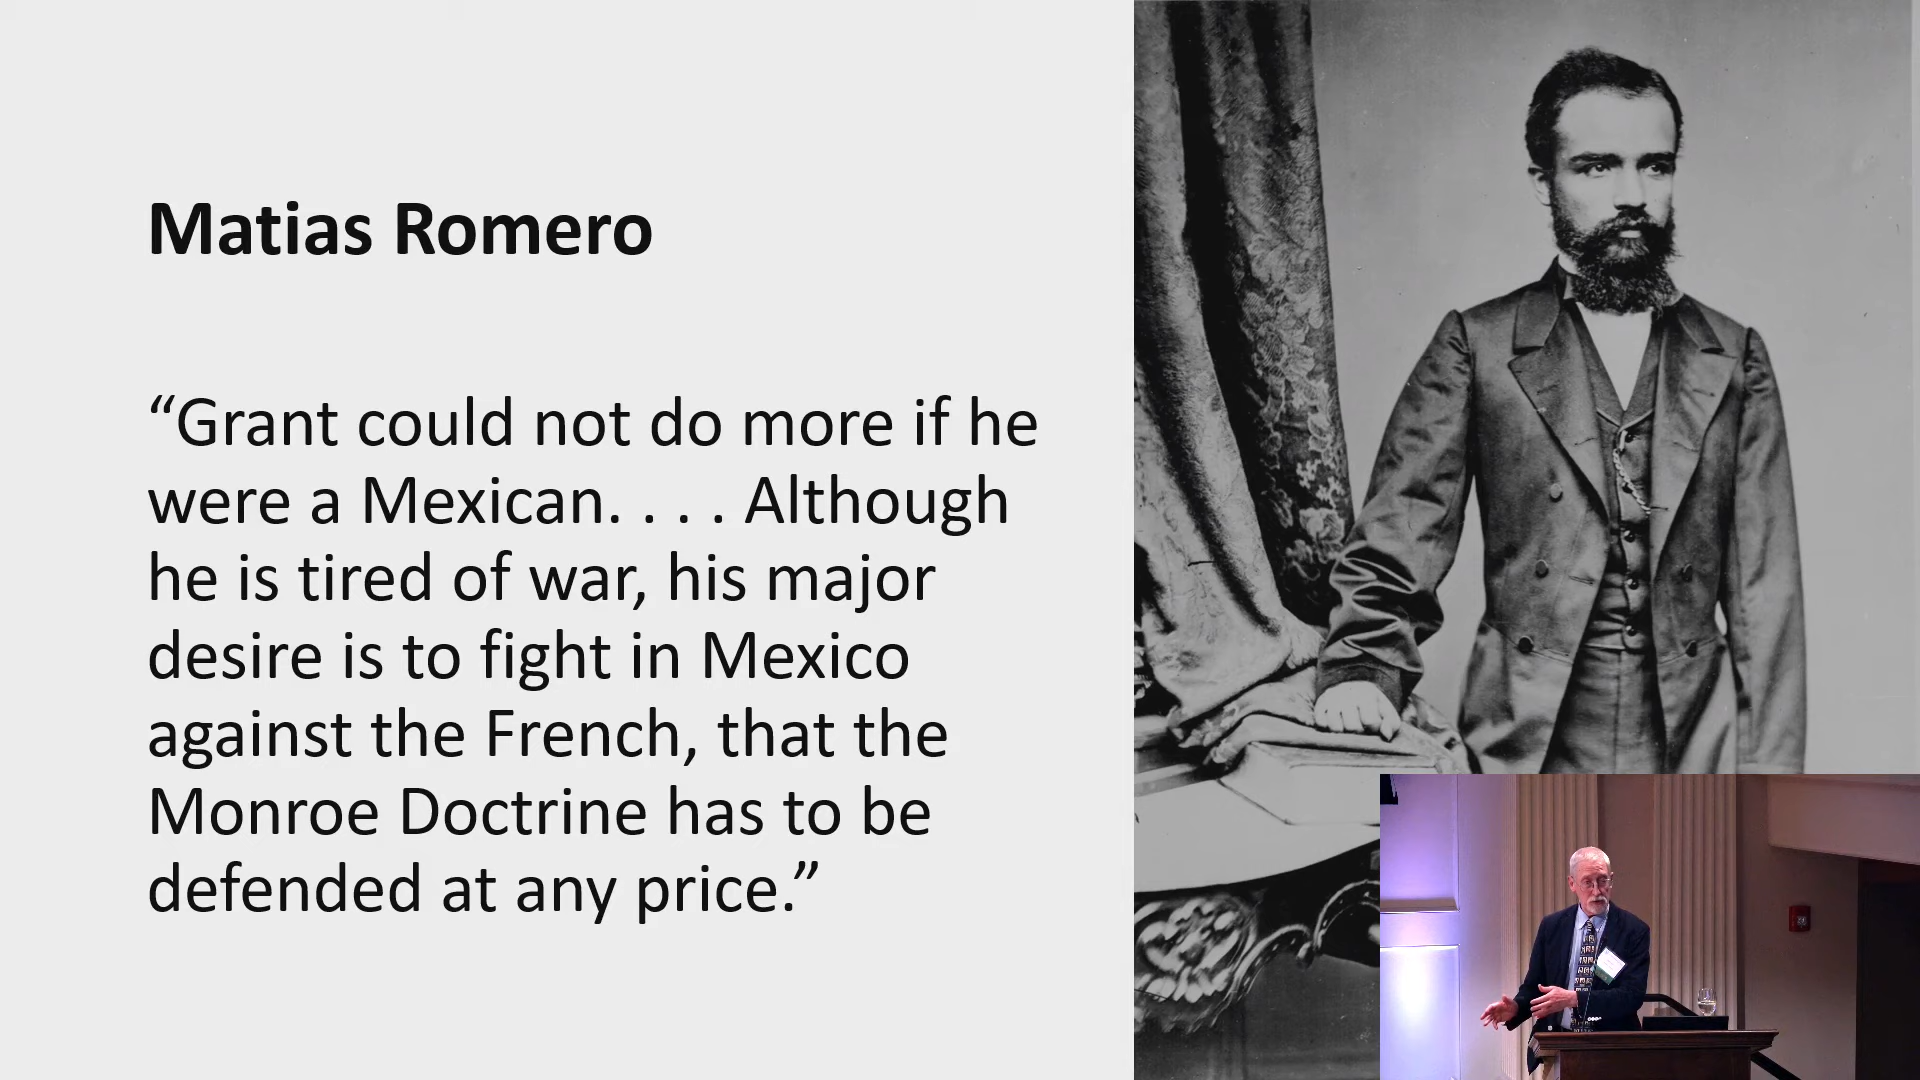 Matias Romero
“Grant could not do more if he
were a Mexican. . . . Although
he is tired of war, his major
desire is to fight in Mexico
against the French, that the
Monroe Doctrine has to be
defended at any price.”